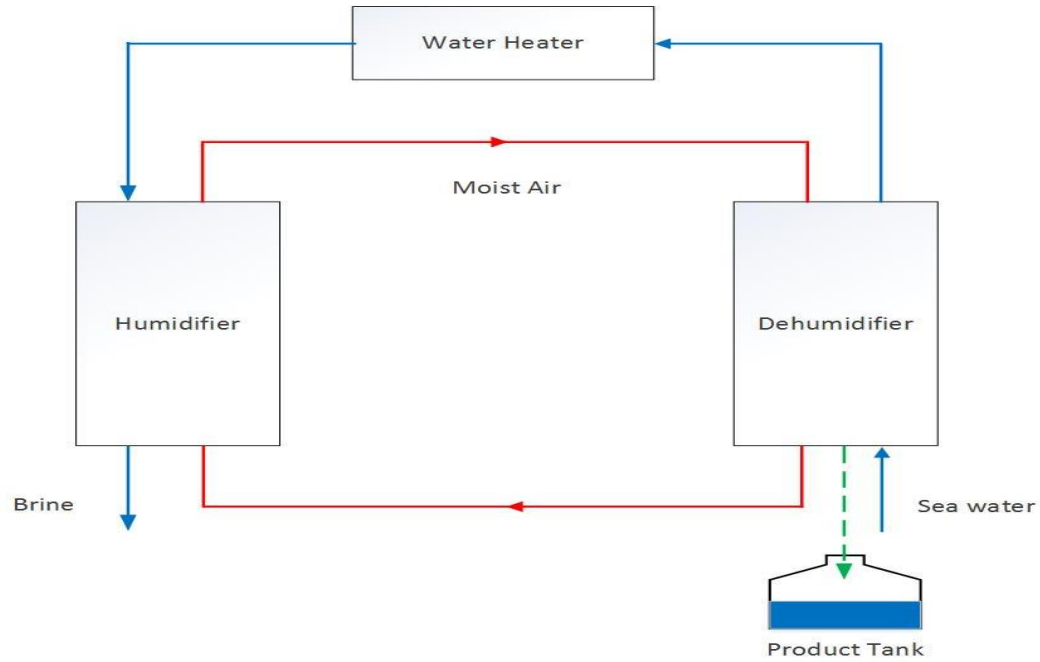 Water Heater
Moist Air
Humidifier
Dehumidifier
Brine
Sea water
Product Tank